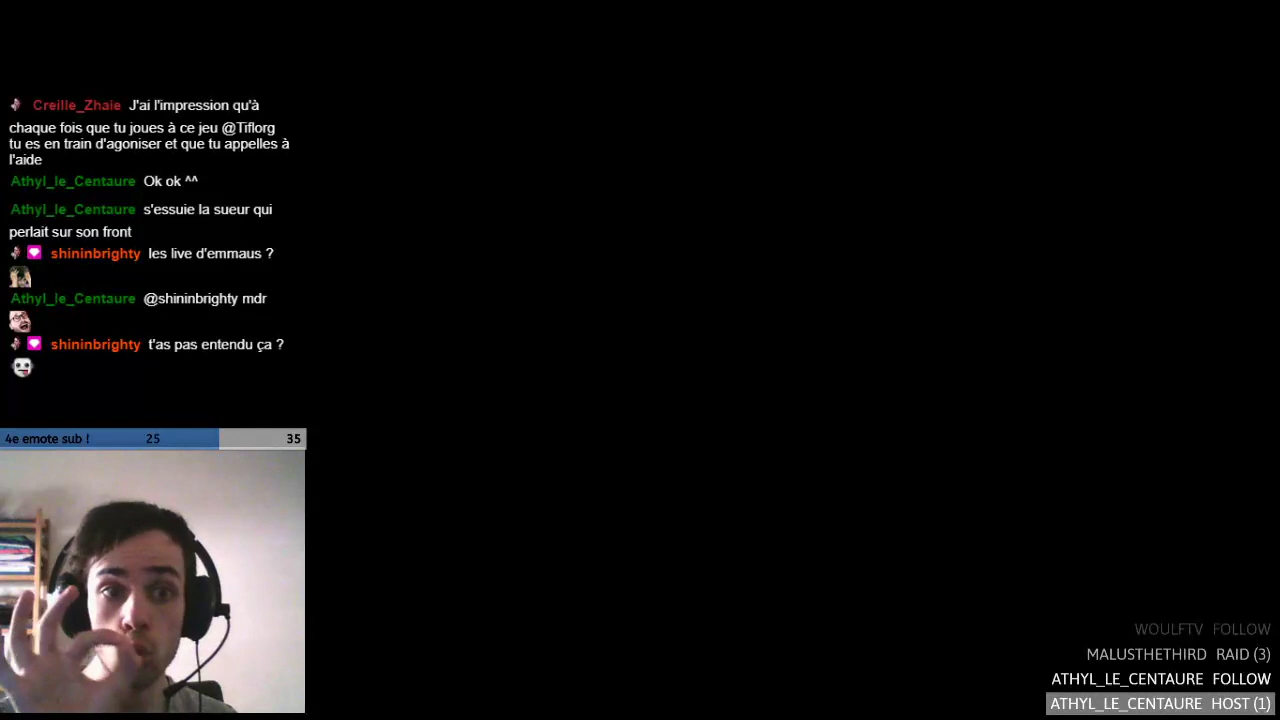 Creille_Zhaie J'ai l'impression qu'à
chaque fois que tu joues à ce jeu @Tiflorg
tu es en train d'agoniser et que tu appelles à
l'aide
Athyl_le_Centaure Ok ok ^^
Athyl_le_Centaure s'essuie la sueur qui
perlait sur son front
shininbrighty les live d'emmaus ?
Athyl_le_Centaure @shininbrighty mdr
shininbrighty t'as pas entendu ça ?
4e emote sub ! 25 35
WOULFTV FOLLOW
MALUSTHETHIRD RAID (3)
ATHYL_LE_CENTAURE FOLLOW
ATHYL_LE_CENTAURE HOST (1)